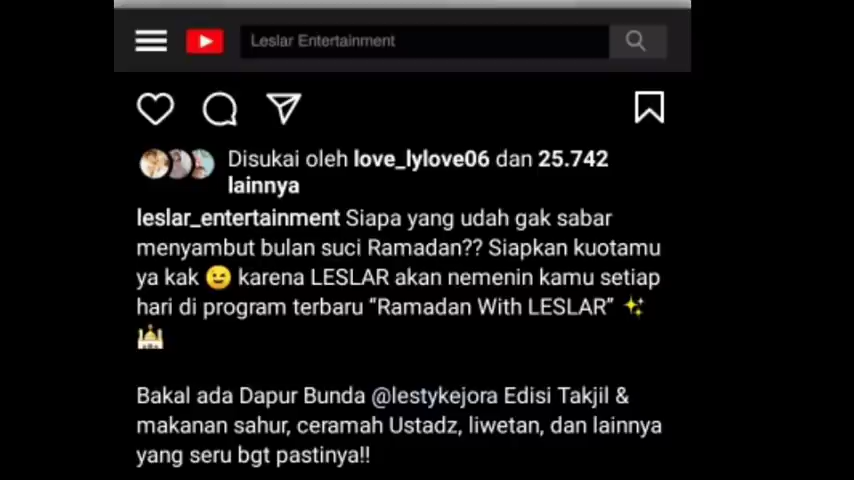 Leslar Entertainment
Disukai oleh love_lylove06 dan 25.742
lainnya
leslar_entertainment Siapa yang udah gak sabar
menyambut bulan suci Ramadan?? Siapkan kuotamu
ya kak 😉 karena LESLAR akan nemenin kamu setiap
hari di program terbaru “Ramadan With LESLAR” ✨
🕌
Bakal ada Dapur Bunda @lestykejora Edisi Takjil &
makanan sahur, ceramah Ustadz, liwetan, dan lainnya
yang seru bgt pastinya!!